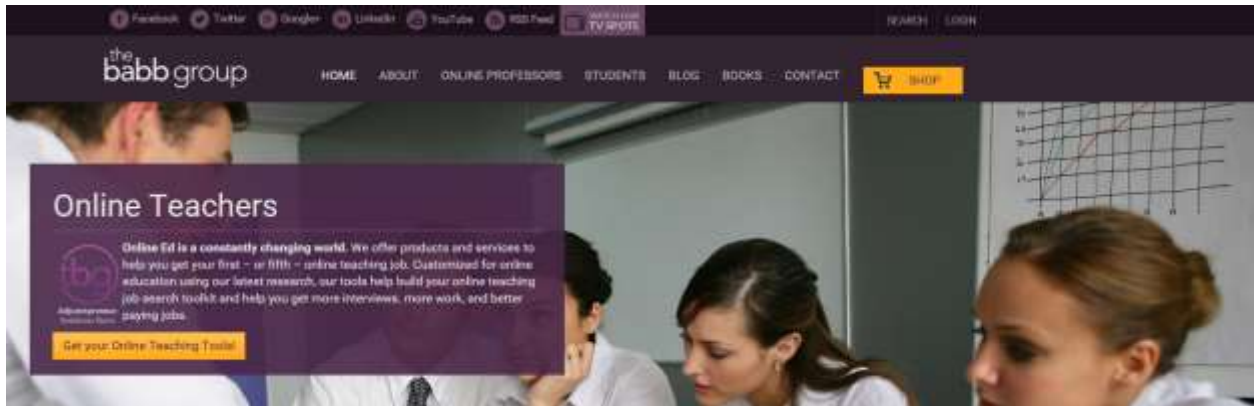 Facebook Twitter Google+ LinkedIn YouTube RSS Feed WATCH OUR TV SPOTS SEARCH LOGIN
the
babb group
HOME ABOUT ONLINE PROFESSORS STUDENTS BLOG BOOKS CONTACT SHOP
Online Teachers
Online Ed is a constantly changing world. We offer products and services to
help you get your first – or fifth – online teaching job. Customized for online
education using our latest research, our tools help build your online teaching
job search toolkit and help you get more interviews, more work, and better
paying jobs.
tbg
Get your Online Teaching Tools!